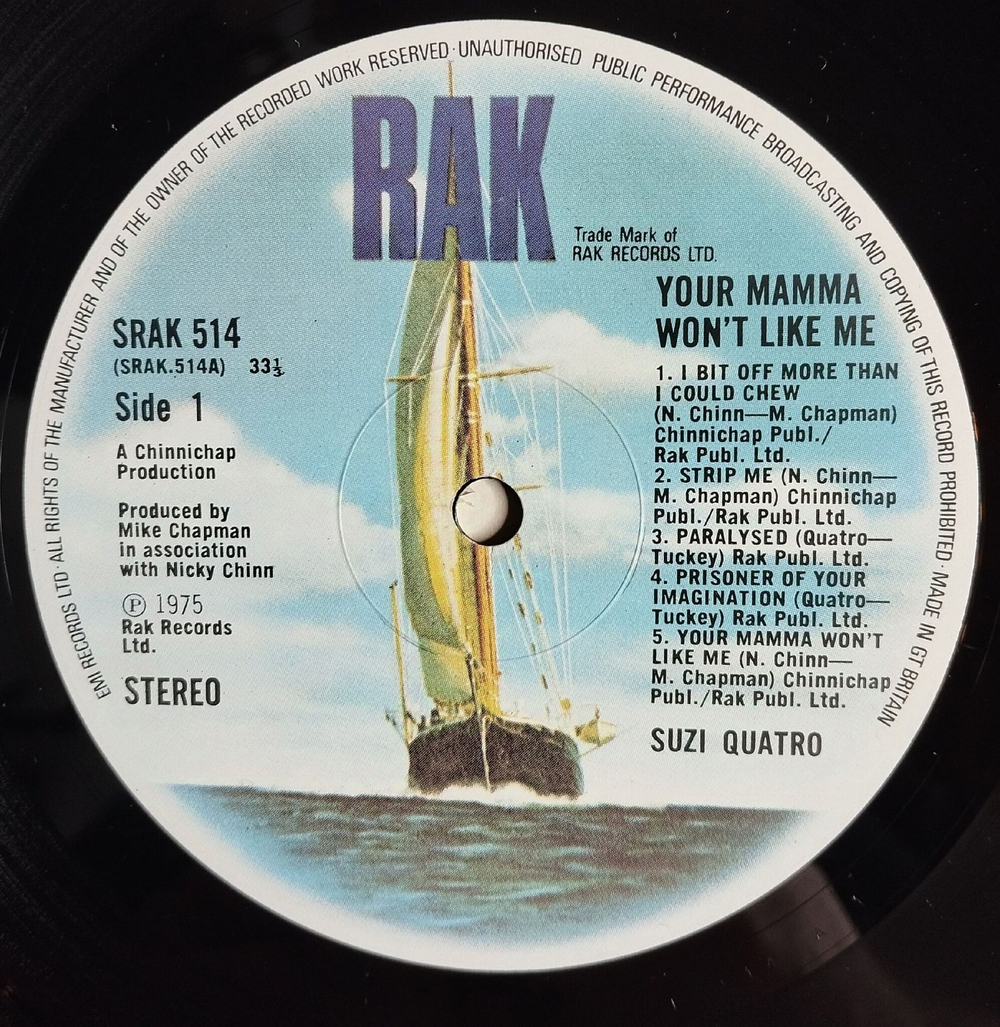 EMI RECORDS LTD · ALL RIGHTS OF THE MANUFACTURER AND OF THE OWNER OF THE RECORDED WORK RESERVED · UNAUTHORISED PUBLIC PERFORMANCE BROADCASTING AND COPYING OF THIS RECORD PROHIBITED · MADE IN GT BRITAIN
RAK
Trade Mark of
RAK RECORDS LTD.
SRAK 514
(SRAK.514A) 33⅓
Side 1
A Chinnichap
Production
Produced by
Mike Chapman
in association
with Nicky Chinn
Ⓟ 1975
Rak Records
Ltd.
STEREO
YOUR MAMMA
WON'T LIKE ME
1. I BIT OFF MORE THAN
I COULD CHEW
(N. Chinn—M. Chapman)
Chinnichap Publ./
Rak Publ. Ltd.
2. STRIP ME (N. Chinn—
M. Chapman) Chinnichap
Publ./Rak Publ. Ltd.
3. PARALYSED (Quatro—
Tuckey) Rak Publ. Ltd.
4. PRISONER OF YOUR
IMAGINATION (Quatro—
Tuckey) Rak Publ. Ltd.
5. YOUR MAMMA WON'T
LIKE ME (N. Chinn—
M. Chapman) Chinnichap
Publ./Rak Publ. Ltd.
SUZI QUATRO